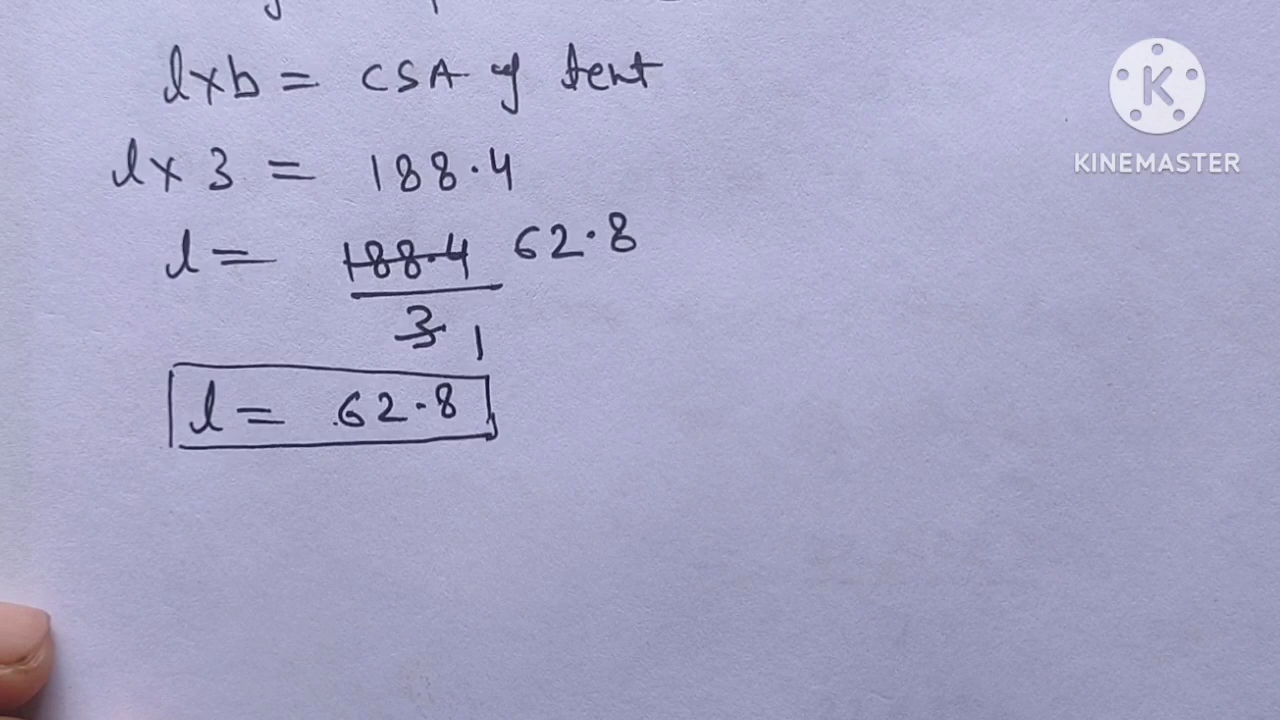 l×b = CSA of tent
l× 3 = 188.4
l = 188.4 62.8
3 1
l = 62.8
K
KINEMASTER